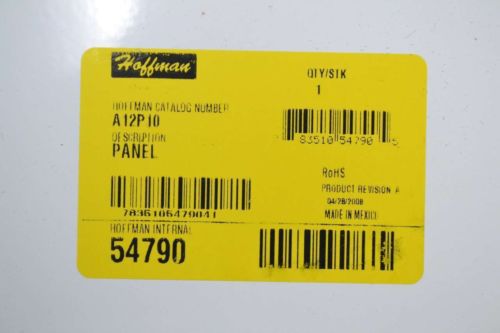 Hoffman
QTY/STK
1
HOFFMAN CATALOG NUMBER
A12P10
83510 54790 5
DESCRIPTION
PANEL
RoHS
PRODUCT REVISION A
04/28/2008
MADE IN MEXICO
7835105479041
HOFFMAN INTERNAL
54790